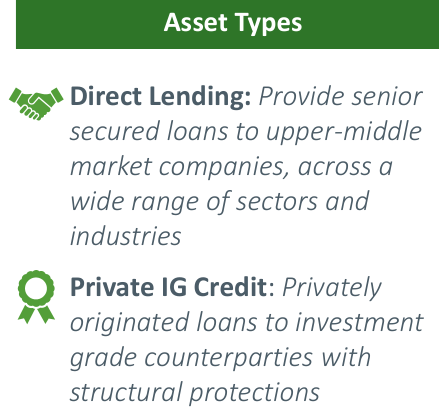 Asset Types
Direct Lending: Provide senior
secured loans to upper-middle
market companies, across a
wide range of sectors and
industries
Private IG Credit: Privately
originated loans to investment
grade counterparties with
structural protections